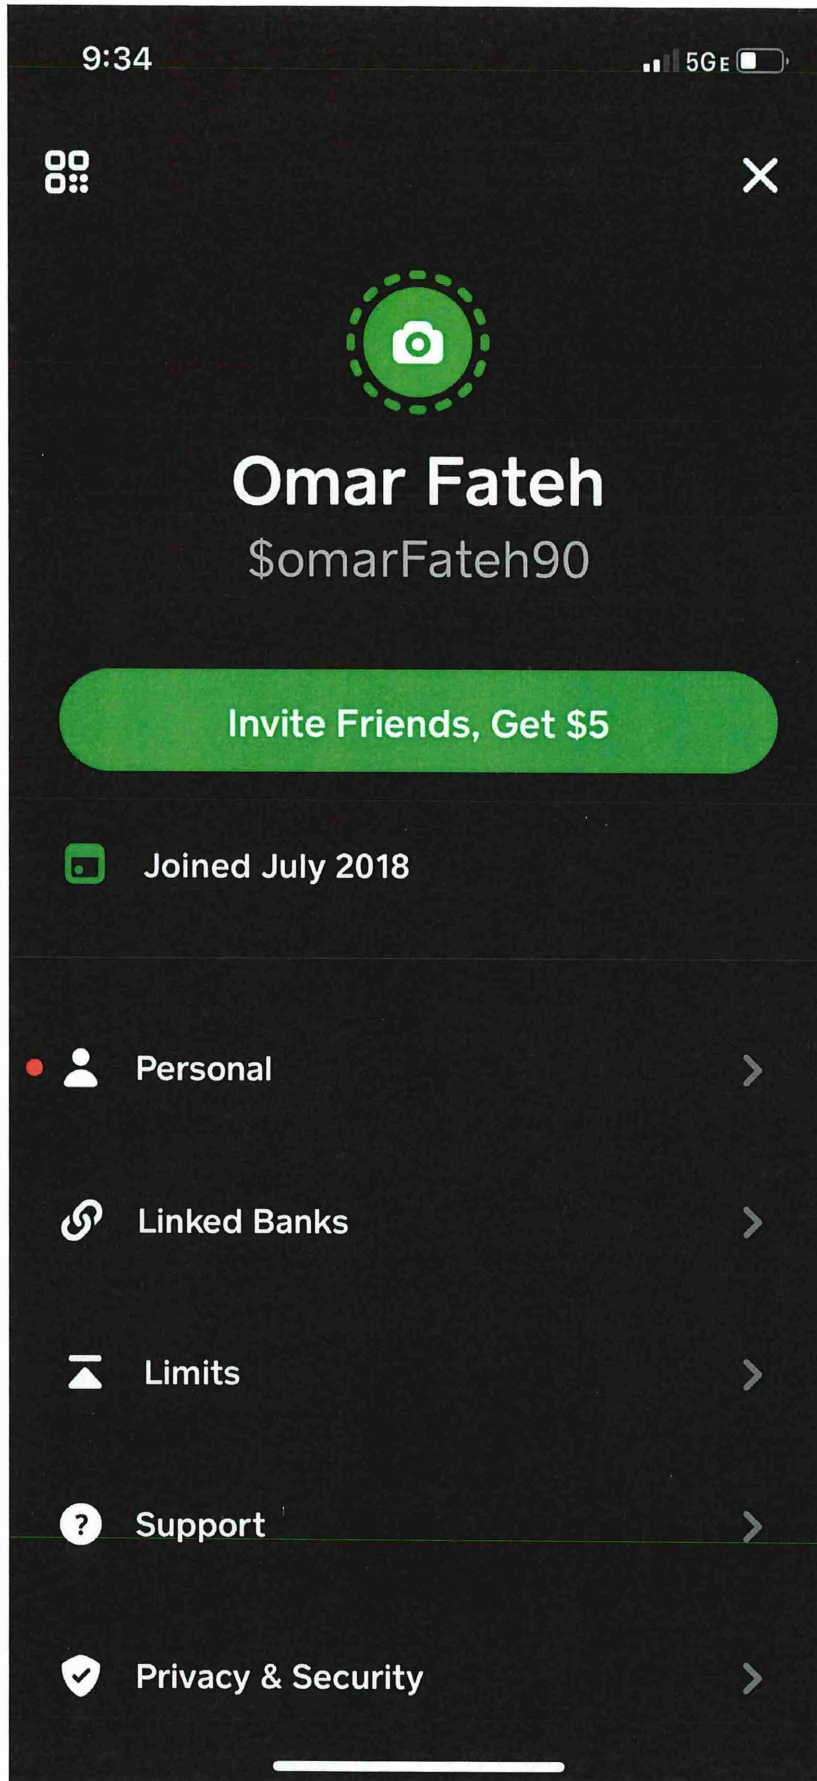 9:34
5GE
Omar Fateh
$omarFateh90
Invite Friends, Get $5
Joined July 2018
Personal
Linked Banks
Limits
Support
Privacy & Security